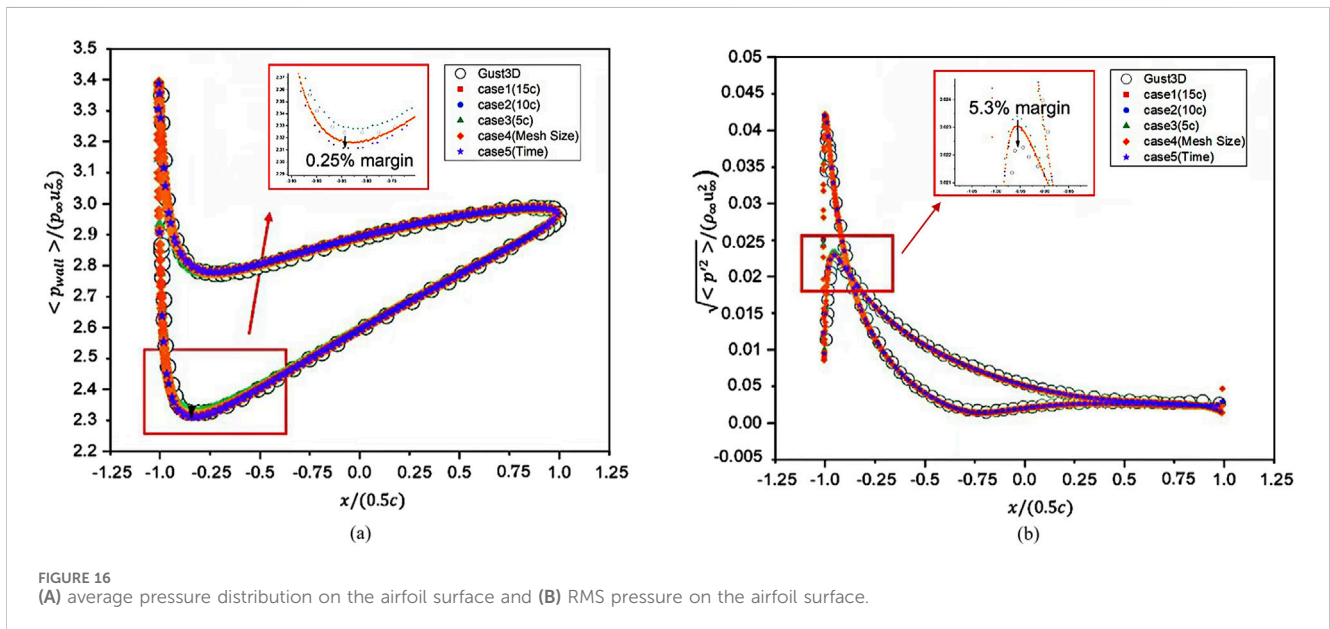 3.5
3.4
3.3
3.2
3.1
3.0
2.9
2.8
2.7
2.6
2.5
2.4
2.3
2.2
< p_wall > /(p_∞u²_∞)
-1.25 -1.0 -0.75 -0.5 -0.25 0.0 0.25 0.5 0.75 1.0 1.25
x/(0.5c)
0.25% margin
Gust3D
case1(15c)
case2(10c)
case3(5c)
case4(Mesh Size)
case5(Time)
(a)
0.05
0.045
0.04
0.035
0.03
0.025
0.02
0.015
0.01
0.005
0.00
-0.005
√< p′² > /(ρ_∞u²_∞)
-1.25 -1.0 -0.75 -0.5 -0.25 0.0 0.25 0.5 0.75 1.00 1.25
x/(0.5c)
5.3% margin
Gust3D
case1(15c)
case2(10c)
case3(5c)
case4(Mesh Size)
case5(Time)
(b)
FIGURE 16
(A) average pressure distribution on the airfoil surface and (B) RMS pressure on the airfoil surface.